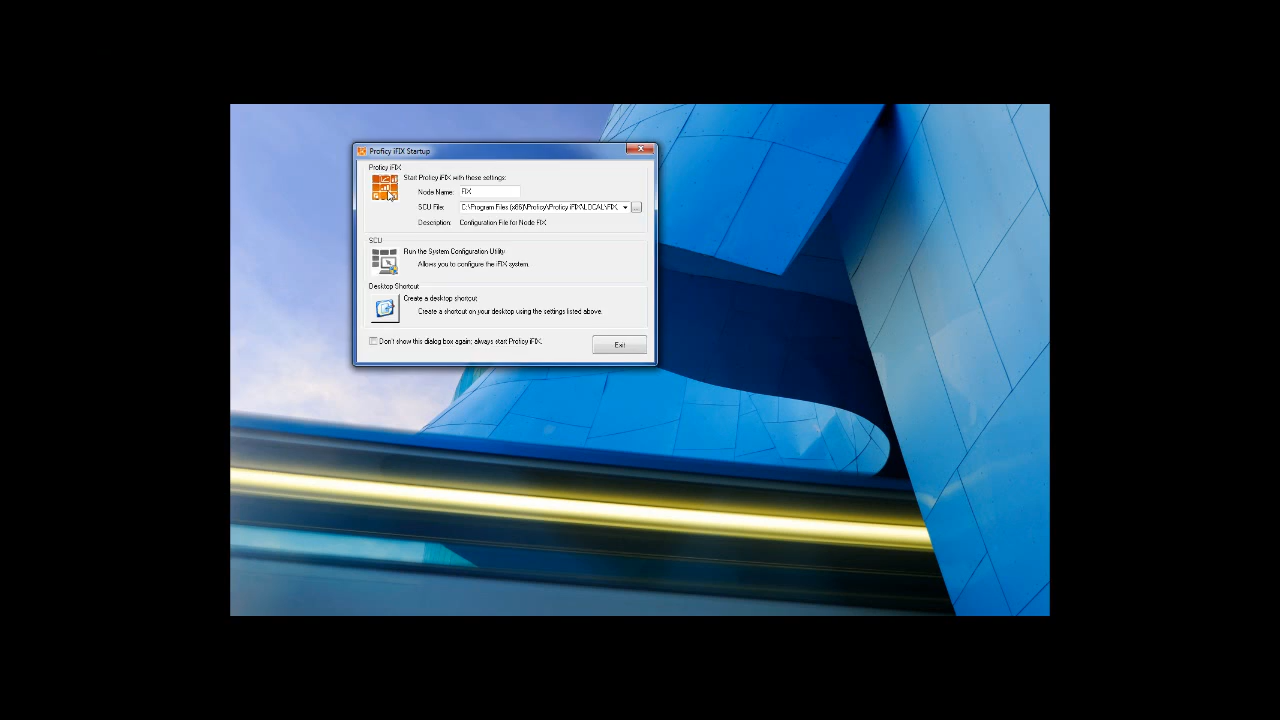 Proficy iFIX Startup
Proficy iFIX
Start Proficy iFIX with these settings:
Node Name: FIX
SCU File: C:\Program Files (x86)\Proficy\Proficy iFIX\LOCAL\FIX. ...
Description: Configuration File for Node FIX
SCU
Run the System Configuration Utility
Allows you to configure the iFIX system.
Desktop Shortcut
Create a desktop shortcut
Create a shortcut on your desktop using the settings listed above.
Don't show this dialog box again; always start Proficy iFIX.
Exit